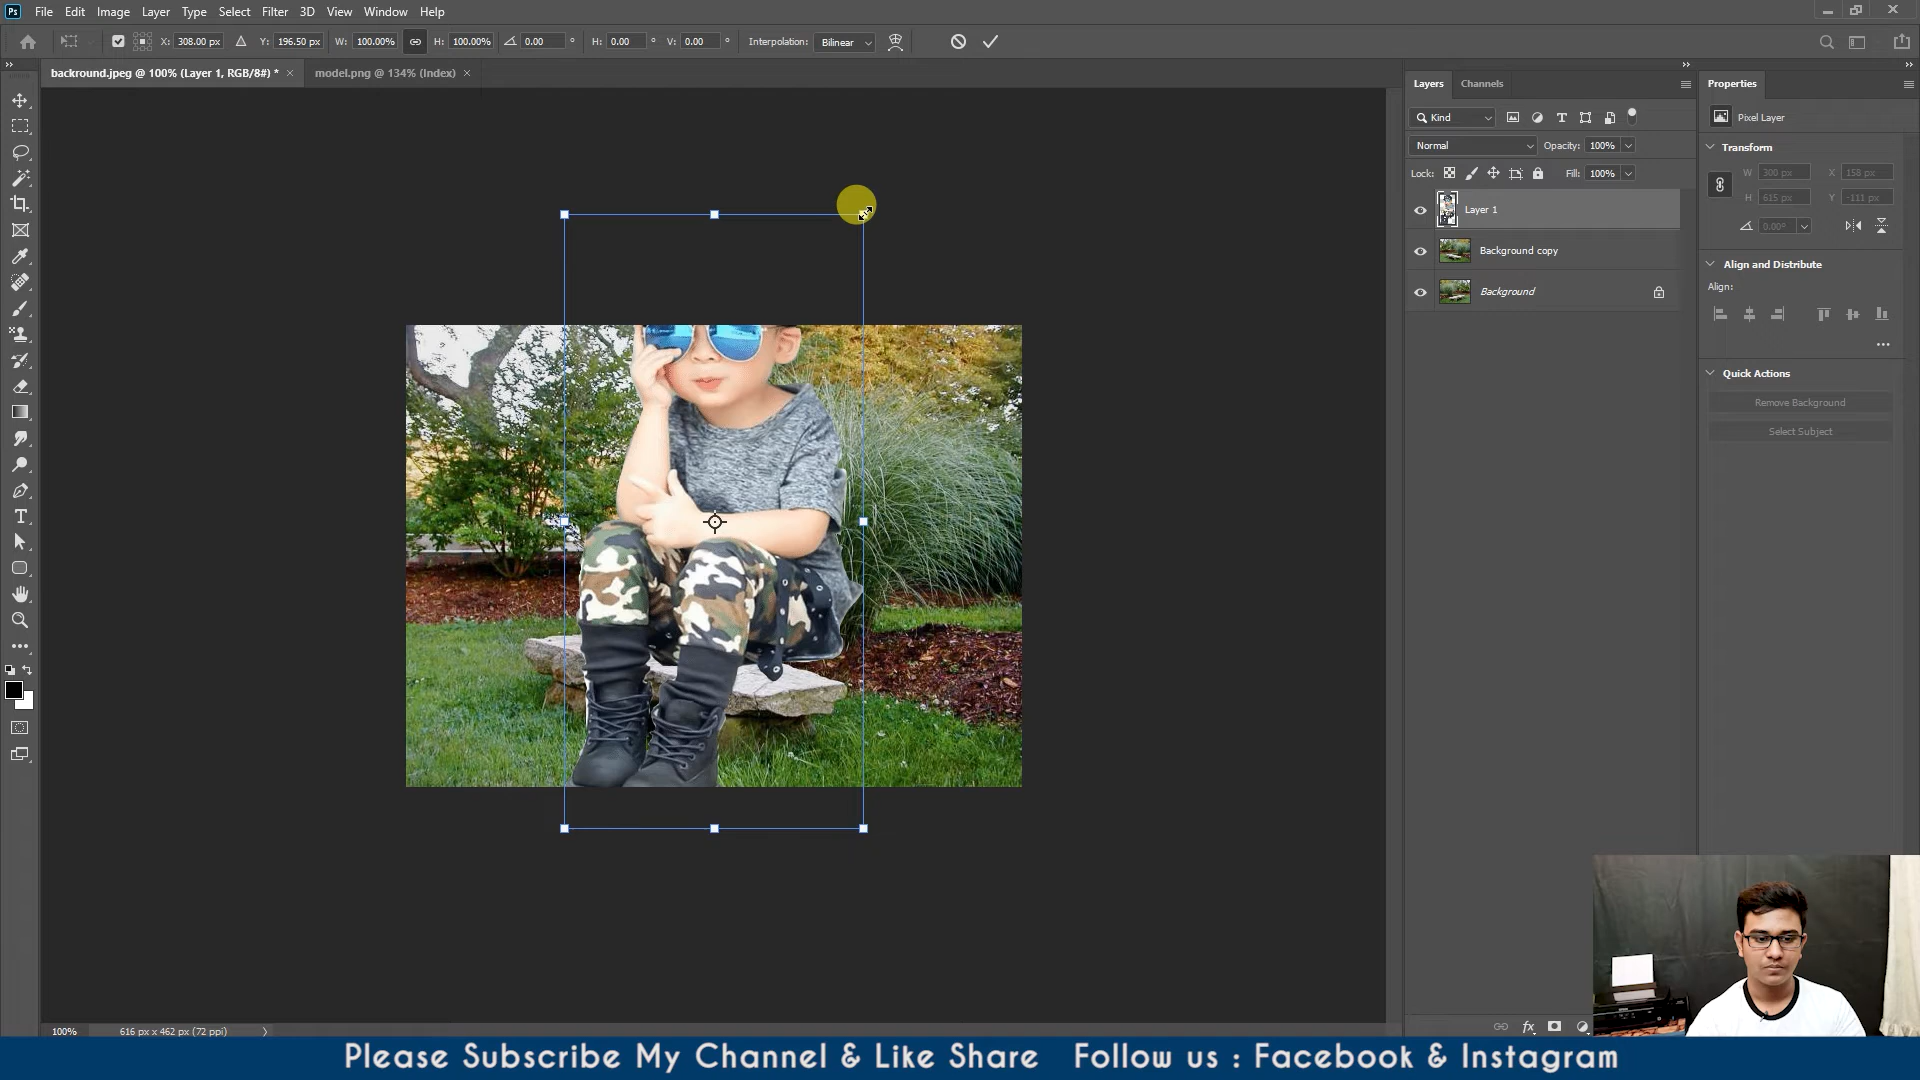 Ps File Edit Image Layer Type Select Filter 3D View Window Help
X: 308.00 px Y: 196.50 px W: 100.00% H: 100.00% 0.00 ° H: 0.00 ° V: 0.00 ° Interpolation: Bilinear
backround.jpeg @ 100% (Layer 1, RGB/8#) * × model.png @ 134% (Index) ×
Layers Channels
Kind
Normal Opacity: 100%
Lock: Fill: 100%
Layer 1
Background copy
Background
Properties
Pixel Layer
Transform
W 300 px X 158 px
H 615 px Y -111 px
0.00°
Align and Distribute
Align:
Quick Actions
Remove Background
Select Subject
100% 616 px x 462 px (72 ppi)
Please Subscribe My Channel & Like Share Follow us : Facebook & Instagram